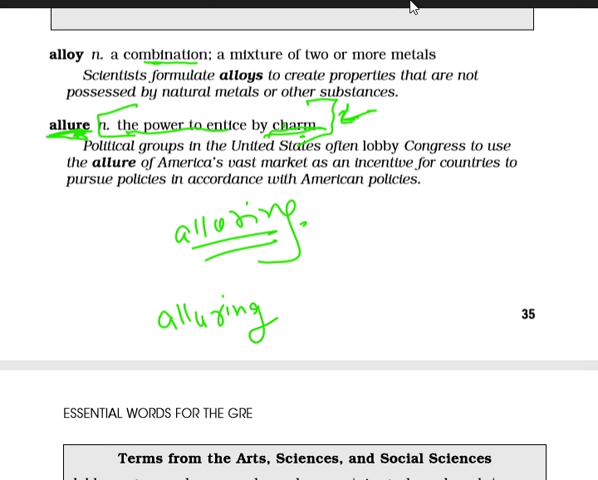 alloy n. a combination; a mixture of two or more metals
Scientists formulate alloys to create properties that are not
possessed by natural metals or other substances.
allure n. the power to entice by charm
Political groups in the United States often lobby Congress to use
the allure of America's vast market as an incentive for countries to
pursue policies in accordance with American policies.
alluring.
alluring
35
ESSENTIAL WORDS FOR THE GRE
Terms from the Arts, Sciences, and Social Sciences